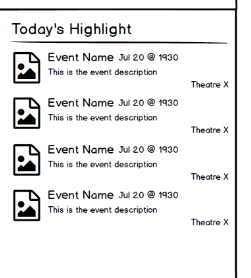 Today's Highlight
Event Name Jul 20 @ 1930
This is the event description
Theatre X
Event Name Jul 20 @ 1930
This is the event description
Theatre X
Event Name Jul 20 @ 1930
This is the event description
Theatre X
Event Name Jul 20 @ 1930
This is the event description
Theatre X